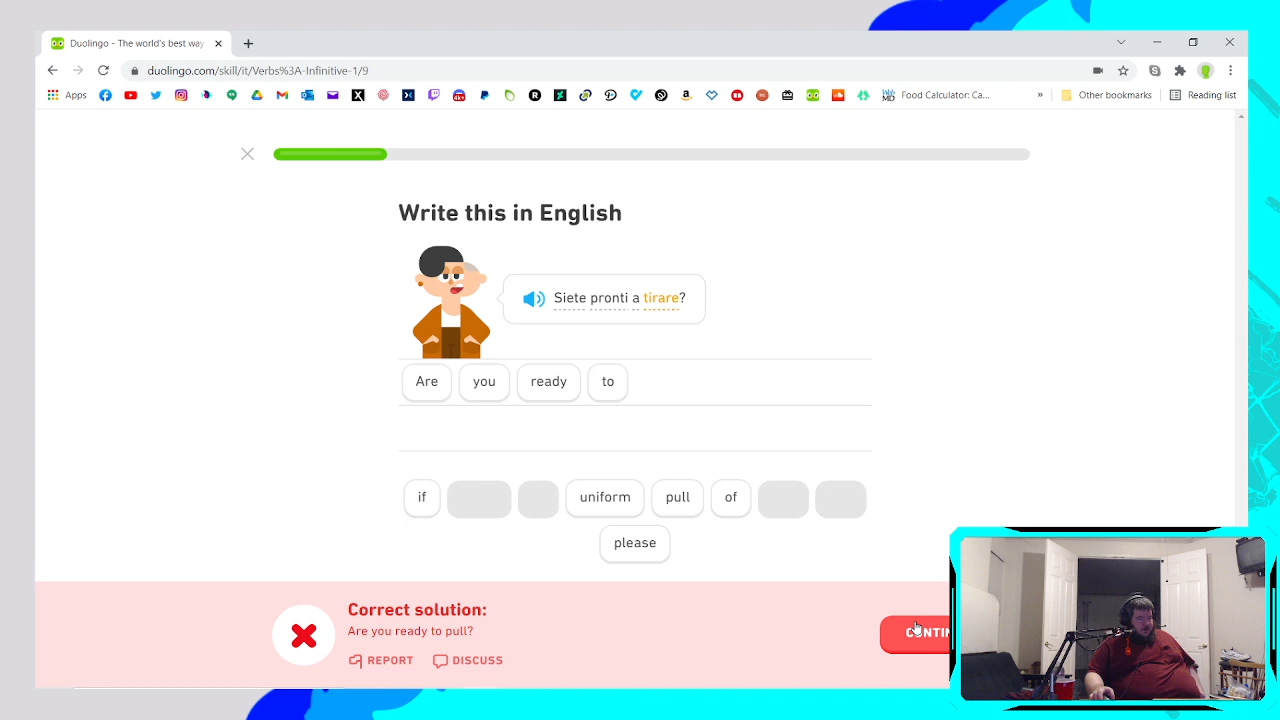 Duolingo - The world's best way
duolingo.com/skill/it/Verbs%3A-Infinitive-1/9
Apps
Food Calculator: Ca...
»
Other bookmarks
Reading list
Write this in English
Siete pronti a tirare?
Are you ready to
if uniform pull of
please
Correct solution:
Are you ready to pull?
REPORT DISCUSS
CONTIN